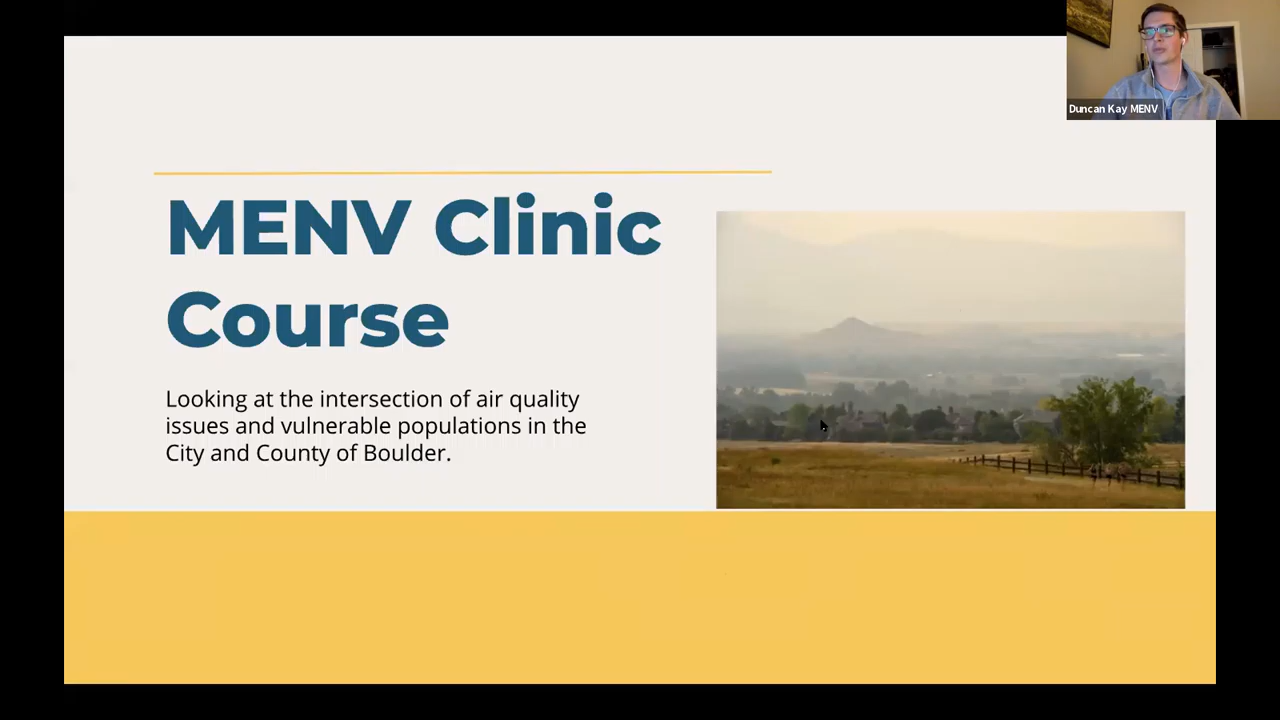 Duncan Kay MENV
MENV Clinic
Course
Looking at the intersection of air quality
issues and vulnerable populations in the
City and County of Boulder.